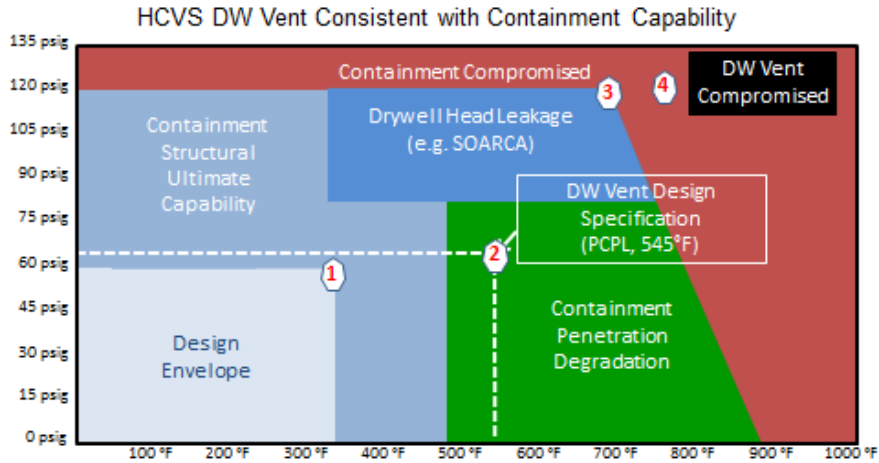 HCVS DW Vent Consistent with Containment Capability
135 psig
120 psig
105 psig
90 psig
75 psig
60 psig
45 psig
30 psig
15 psig
0 psig
Containment Compromised
3
4
DW Vent
Compromised
Containment
Structural
Ultimate
Capability
Drywell Head Leakage
(e.g. SOARCA)
DW Vent Design
Specification
(PCPL, 545°F)
1
2
Design
Envelope
Containment
Penetration
Degradation
100 °F 200 °F 300 °F 400 °F 500 °F 600 °F 700 °F 800 °F 900 °F 1000 °F